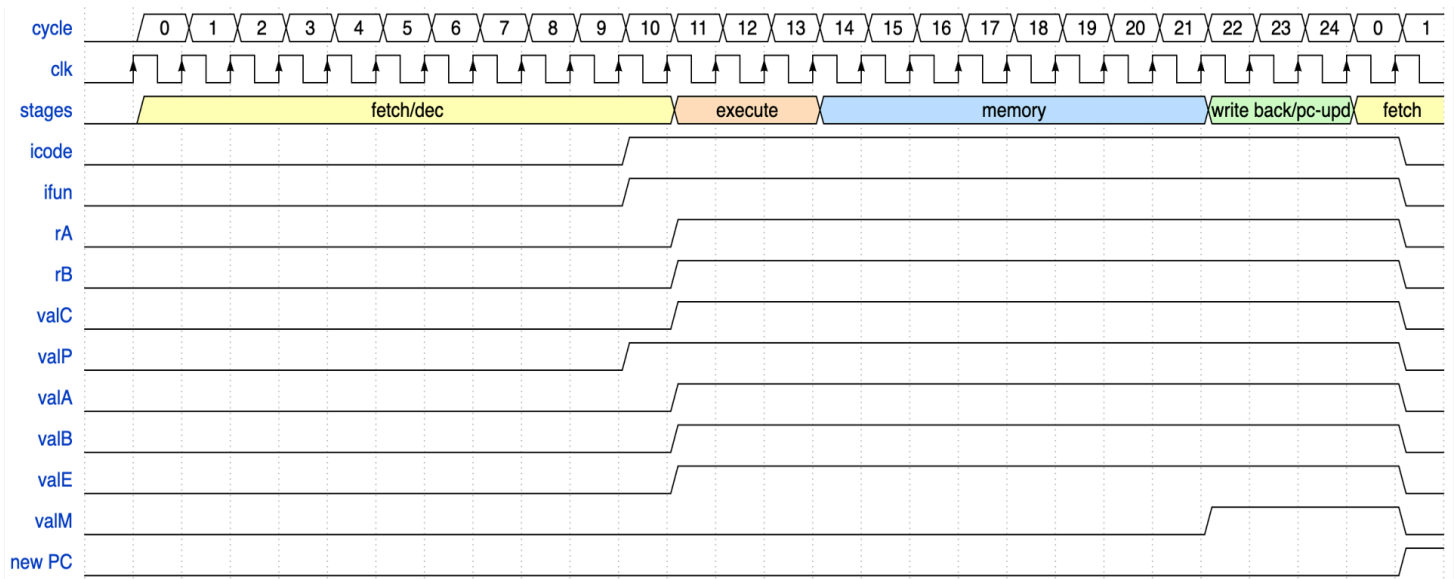 cycle 0 1 2 3 4 5 6 7 8 9 10 11 12 13 14 15 16 17 18 19 20 21 22 23 24 0 1
clk
stages fetch/dec execute memory write back/pc-upd fetch
icode
ifun
rA
rB
valC
valP
valA
valB
valE
valM
new PC